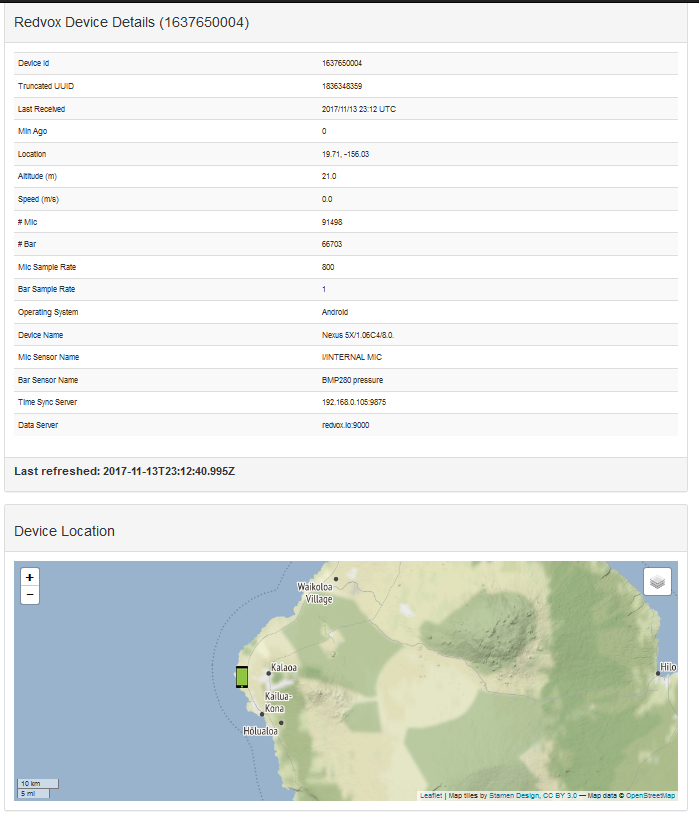 Redvox Device Details (1637650004)
Device Id 1637650004
Truncated UUID 1836348359
Last Received 2017/11/13 23:12 UTC
Min Ago 0
Location 19.71, -156.03
Altitude (m) 21.0
Speed (m/s) 0.0
# Mic 91498
# Bar 66703
Mic Sample Rate 800
Bar Sample Rate 1
Operating System Android
Device Name Nexus 5X/1.06C4/8.0.
Mic Sensor Name I/INTERNAL MIC
Bar Sensor Name BMP280 pressure
Time Sync Server 192.168.0.105:9875
Data Server redvox.io:9000
Last refreshed: 2017-11-13T23:12:40.995Z
Device Location
+
−
Waikoloa
Village
Kalaoa
Hilo
Kailua-
Kona
Hōlualoa
10 km
5 mi
Leaflet | Map tiles by Stamen Design, CC BY 3.0 — Map data © OpenStreetMap